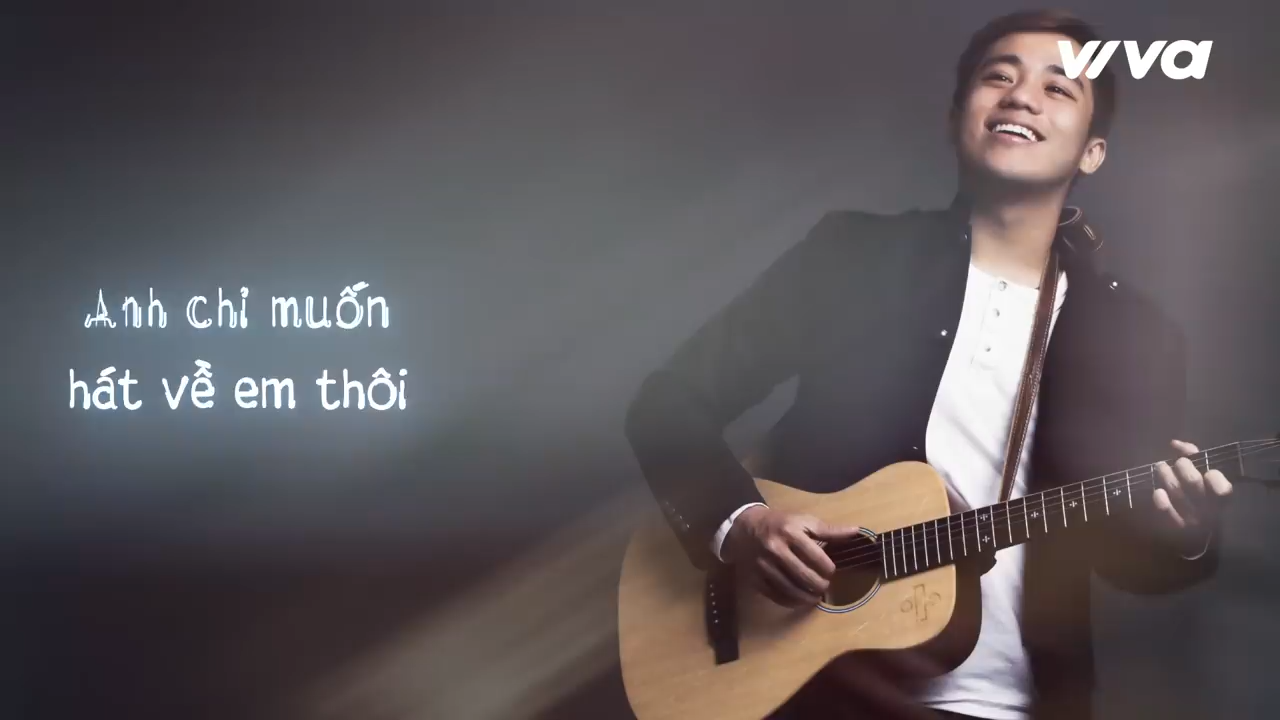 VIVA
Anh chỉ muốn
hát về em thôi